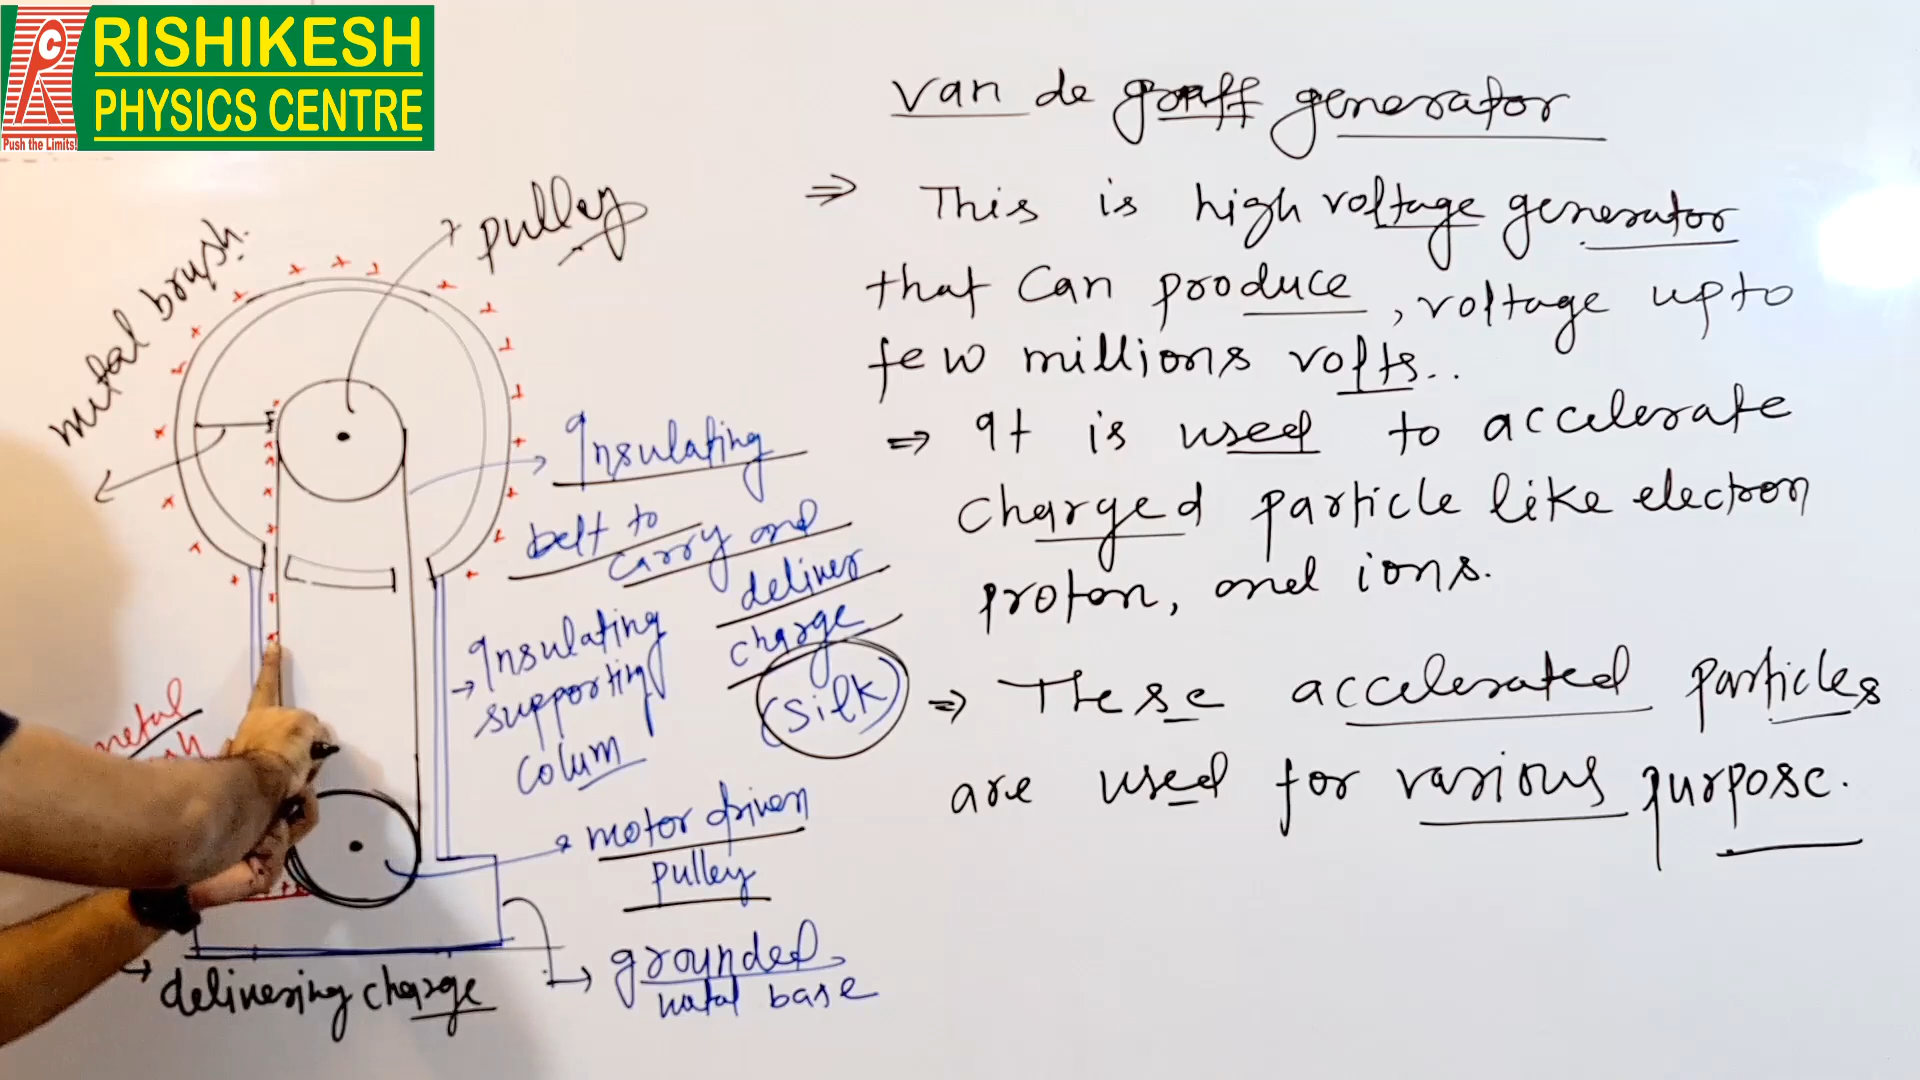 RISHIKESH
PHYSICS CENTRE
Push the Limits!
metal brush.
pulley
Insulating
belt to
carry and
deliver
charge
(silk)
→ Insulating
supporting
colum
metal
motor driven
pulley
grounded
matal base
→ delivering charge
van de graff generator
⇒ This is high voltage generator
that can produce, voltage upto
few millions volts..
⇒ It is used to accelerate
charged particle like electron
proton, and ions.
⇒ These accelerated particles
are used for various purpose.